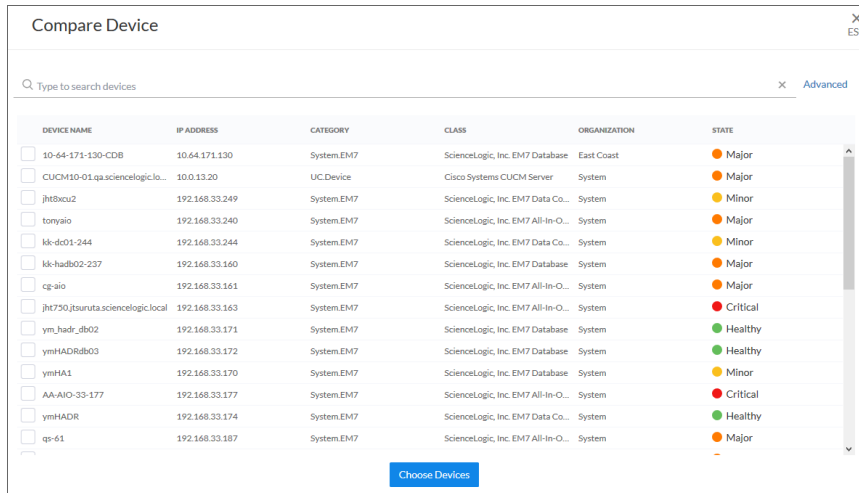 Compare Device
ESC
Type to search devices Advanced
DEVICE NAME IP ADDRESS CATEGORY CLASS ORGANIZATION STATE
10-64-171-130-CDB 10.64.171.130 System.EM7 ScienceLogic, Inc. EM7 Database East Coast Major
CUCM10-01.qa.sciencelogic.lo... 10.0.13.20 UC.Device Cisco Systems CUCM Server System Major
jht8xcu2 192.168.33.249 System.EM7 ScienceLogic, Inc. EM7 Data Co... System Minor
tonyaio 192.168.33.240 System.EM7 ScienceLogic, Inc. EM7 All-In-O... System Major
kk-dc01-244 192.168.33.244 System.EM7 ScienceLogic, Inc. EM7 Data Co... System Minor
kk-hadb02-237 192.168.33.160 System.EM7 ScienceLogic, Inc. EM7 Database System Major
cg-aio 192.168.33.161 System.EM7 ScienceLogic, Inc. EM7 All-In-O... System Major
jht750.jtsuruta.sciencelogic.local 192.168.33.163 System.EM7 ScienceLogic, Inc. EM7 All-In-O... System Critical
ym_hadr_db02 192.168.33.171 System.EM7 ScienceLogic, Inc. EM7 Database System Healthy
ymHADRdb03 192.168.33.172 System.EM7 ScienceLogic, Inc. EM7 Database System Healthy
ymHA1 192.168.33.170 System.EM7 ScienceLogic, Inc. EM7 Database System Minor
AA-AIO-33-177 192.168.33.177 System.EM7 ScienceLogic, Inc. EM7 All-In-O... System Critical
ymHADR 192.168.33.174 System.EM7 ScienceLogic, Inc. EM7 Data Co... System Healthy
qs-61 192.168.33.187 System.EM7 ScienceLogic, Inc. EM7 All-In-O... System Major
Choose Devices